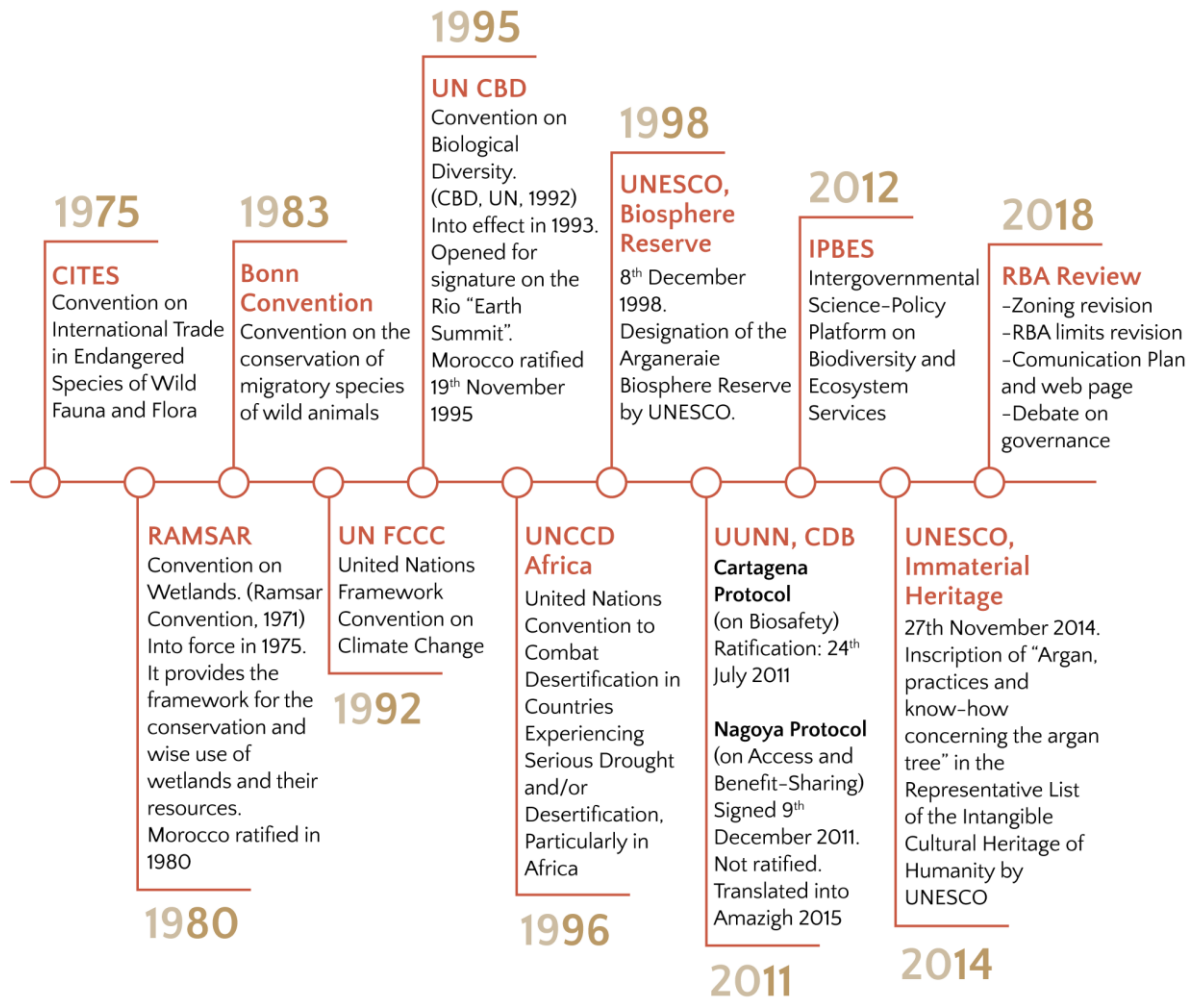 1975
CITES
Convention on
International Trade
in Endangered
Species of Wild
Fauna and Flora
RAMSAR
Convention on
Wetlands. (Ramsar
Convention, 1971)
Into force in 1975.
It provides the
framework for the
conservation and
wise use of
wetlands and their
resources.
Morocco ratified in
1980
1980
1983
Bonn
Convention
Convention on the
conservation of
migratory species
of wild animals
UN FCCC
United Nations
Framework
Convention on
Climate Change
1992
1995
UN CBD
Convention on
Biological
Diversity.
(CBD, UN, 1992)
Into effect in 1993.
Opened for
signature on the
Rio “Earth
Summit”.
Morocco ratified
19th November
1995
UNCCD
Africa
United Nations
Convention to
Combat
Desertification in
Countries
Experiencing
Serious Drought
and/or
Desertification,
Particularly in
Africa
1996
1998
UNESCO,
Biosphere
Reserve
8th December
1998.
Designation of the
Arganeraie
Biosphere Reserve
by UNESCO.
UUNN, CDB
Cartagena
Protocol
(on Biosafety)
Ratification: 24th
July 2011
Nagoya Protocol
(on Access and
Benefit-Sharing)
Signed 9th
December 2011.
Not ratified.
Translated into
Amazigh 2015
2011
2012
IPBES
Intergovernmental
Science-Policy
Platform on
Biodiversity and
Ecosystem
Services
UNESCO,
Immaterial
Heritage
27th November 2014.
Inscription of “Argan,
practices and
know-how
concerning the argan
tree” in the
Representative List
of the Intangible
Cultural Heritage of
Humanity by
UNESCO
2014
2018
RBA Review
-Zoning revision
-RBA limits revision
-Comunication Plan
and web page
-Debate on
governance